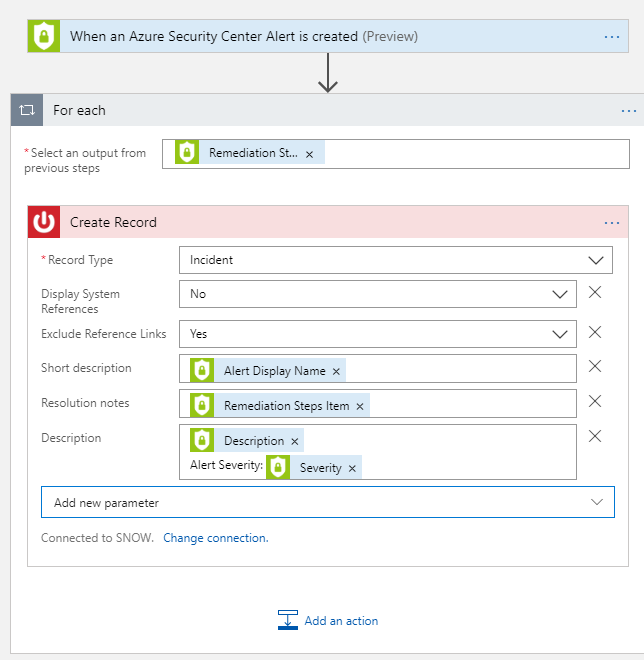 When an Azure Security Center Alert is created (Preview)
For each
*Select an output from
previous steps
Remediation St... ×
Create Record
*Record Type
Incident
Display System
References
No
Exclude Reference Links
Yes
Short description
Alert Display Name ×
Resolution notes
Remediation Steps Item ×
Description
Description ×
Alert Severity: Severity ×
Add new parameter
Connected to SNOW. Change connection.
Add an action